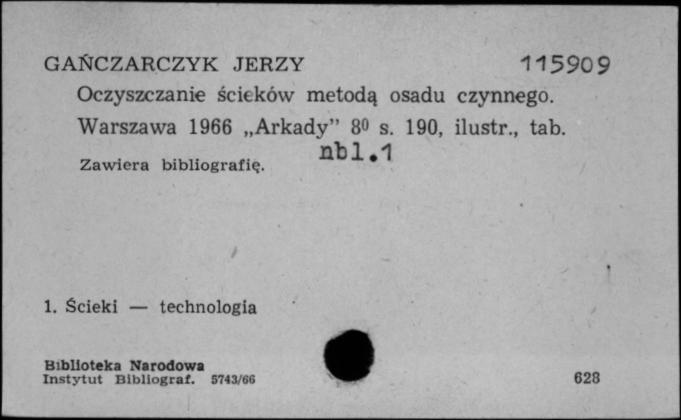 GAŃCZARCZYK JERZY 115909
Oczyszczanie ścieków metodą osadu czynnego.
Warszawa 1966 „Arkady” 8⁰ s. 190, ilustr., tab.
nbl.1
Zawiera bibliografię.
1. Ścieki — technologia
Biblioteka Narodowa
Instytut Bibliograf. 5743/66 628